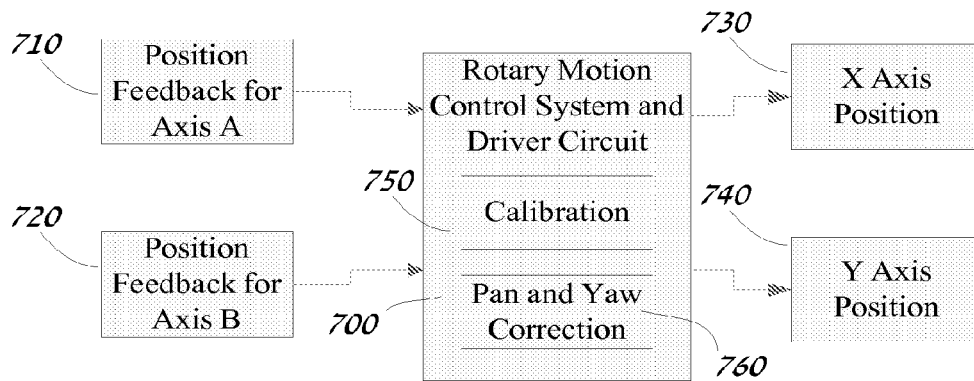 710
Position
Feedback for
Axis A
720
Position
Feedback for
Axis B
Rotary Motion
Control System and
Driver Circuit
750
Calibration
700
Pan and Yaw
Correction
760
730
X Axis
Position
740
Y Axis
Position